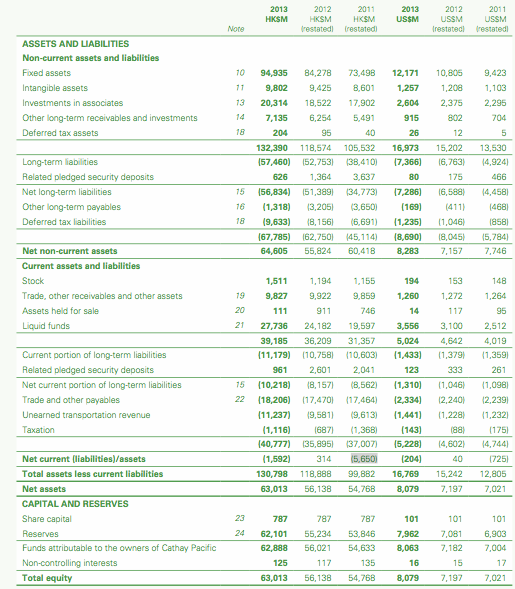 2013 2012 2011 2013 2012 2011
HK$M HK$M HK$M US$M US$M US$M
Note (restated) (restated) (restated) (restated)
ASSETS AND LIABILITIES
Non-current assets and liabilities
Fixed assets 10 94,935 84,278 73,498 12,171 10,805 9,423
Intangible assets 11 9,802 9,425 8,601 1,257 1,208 1,103
Investments in associates 13 20,314 18,522 17,902 2,604 2,375 2,295
Other long-term receivables and investments 14 7,135 6,254 5,491 915 802 704
Deferred tax assets 18 204 95 40 26 12 5
132,390 118,574 105,532 16,973 15,202 13,530
Long-term liabilities (57,460) (52,753) (38,410) (7,366) (6,763) (4,924)
Related pledged security deposits 626 1,364 3,637 80 175 466
Net long-term liabilities 15 (56,834) (51,389) (34,773) (7,286) (6,588) (4,458)
Other long-term payables 16 (1,318) (3,205) (3,650) (169) (411) (468)
Deferred tax liabilities 18 (9,633) (8,156) (6,691) (1,235) (1,046) (858)
(67,785) (62,750) (45,114) (8,690) (8,045) (5,784)
Net non-current assets 64,605 55,824 60,418 8,283 7,157 7,746
Current assets and liabilities
Stock 1,511 1,194 1,155 194 153 148
Trade, other receivables and other assets 19 9,827 9,922 9,859 1,260 1,272 1,264
Assets held for sale 20 111 911 746 14 117 95
Liquid funds 21 27,736 24,182 19,597 3,556 3,100 2,512
39,185 36,209 31,357 5,024 4,642 4,019
Current portion of long-term liabilities (11,179) (10,758) (10,603) (1,433) (1,379) (1,359)
Related pledged security deposits 961 2,601 2,041 123 333 261
Net current portion of long-term liabilities 15 (10,218) (8,157) (8,562) (1,310) (1,046) (1,098)
Trade and other payables 22 (18,206) (17,470) (17,464) (2,334) (2,240) (2,239)
Unearned transportation revenue (11,237) (9,581) (9,613) (1,441) (1,228) (1,232)
Taxation (1,116) (687) (1,368) (143) (88) (175)
(40,777) (35,895) (37,007) (5,228) (4,602) (4,744)
Net current (liabilities)/assets (1,592) 314 (5,650) (204) 40 (725)
Total assets less current liabilities 130,798 118,888 99,882 16,769 15,242 12,805
Net assets 63,013 56,138 54,768 8,079 7,197 7,021
CAPITAL AND RESERVES
Share capital 23 787 787 787 101 101 101
Reserves 24 62,101 55,234 53,846 7,962 7,081 6,903
Funds attributable to the owners of Cathay Pacific 62,888 56,021 54,633 8,063 7,182 7,004
Non-controlling interests 125 117 135 16 15 17
Total equity 63,013 56,138 54,768 8,079 7,197 7,021